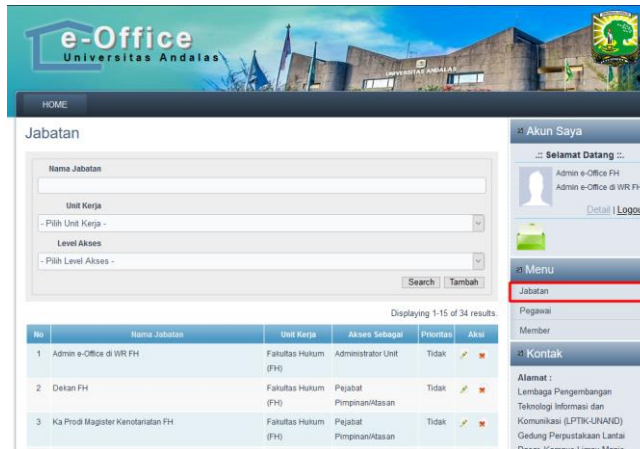 e-Office
Universitas Andalas
UNIVERSITAS ANDALAS
HOME
Jabatan
Nama Jabatan
Unit Kerja
- Pilih Unit Kerja -
Level Akses
- Pilih Level Akses -
Search Tambah
Displaying 1-15 of 34 results.
No Nama Jabatan Unit Kerja Akses Sebagai Prioritas Aksi
1 Admin e-Office di WR FH Fakultas Hukum (FH) Administrator Unit Tidak
2 Dekan FH Fakultas Hukum (FH) Pejabat Pimpinan/Atasan Tidak
3 Ka Prodi Magister Kenotariatan FH Fakultas Hukum (FH) Pejabat Pimpinan/Atasan Tidak
Akun Saya
.:: Selamat Datang ::.
Admin e-Office FH
Admin e-Office di WR FH
Detail | Logou
Menu
Jabatan
Pegawai
Member
Kontak
Alamat :
Lembaga Pengembangan
Teknologi Informasi dan
Komunikasi (LPTIK-UNAND)
Gedung Perpustakaan Lantai